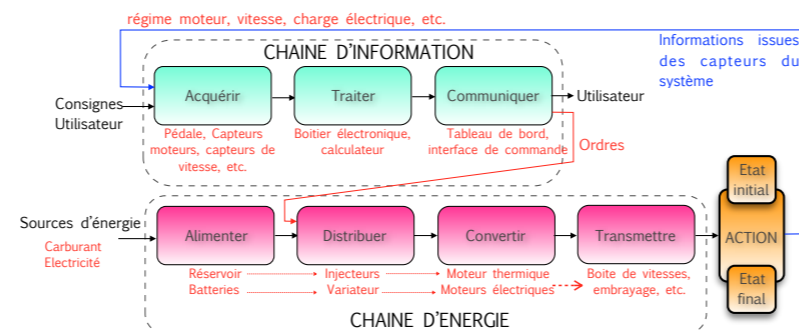 régime moteur, vitesse, charge électrique, etc.
Informations issues
des capteurs du
système
CHAINE D'INFORMATION
Consignes
Utilisateur
Acquérir
Traiter
Communiquer
Utilisateur
Pédale, Capteurs
moteurs, capteurs de
vitesse, etc.
Boitier électronique,
calculateur
Tableau de bord,
interface de commande
Ordres
Etat
initial
Sources d'énergie
Carburant
Electricité
Alimenter
Distribuer
Convertir
Transmettre
ACTION
Réservoir
Injecteurs
Moteur thermique
Boite de vitesses,
embrayage, etc.
Batteries
Variateur
Moteurs électriques
Etat
final
CHAINE D'ENERGIE